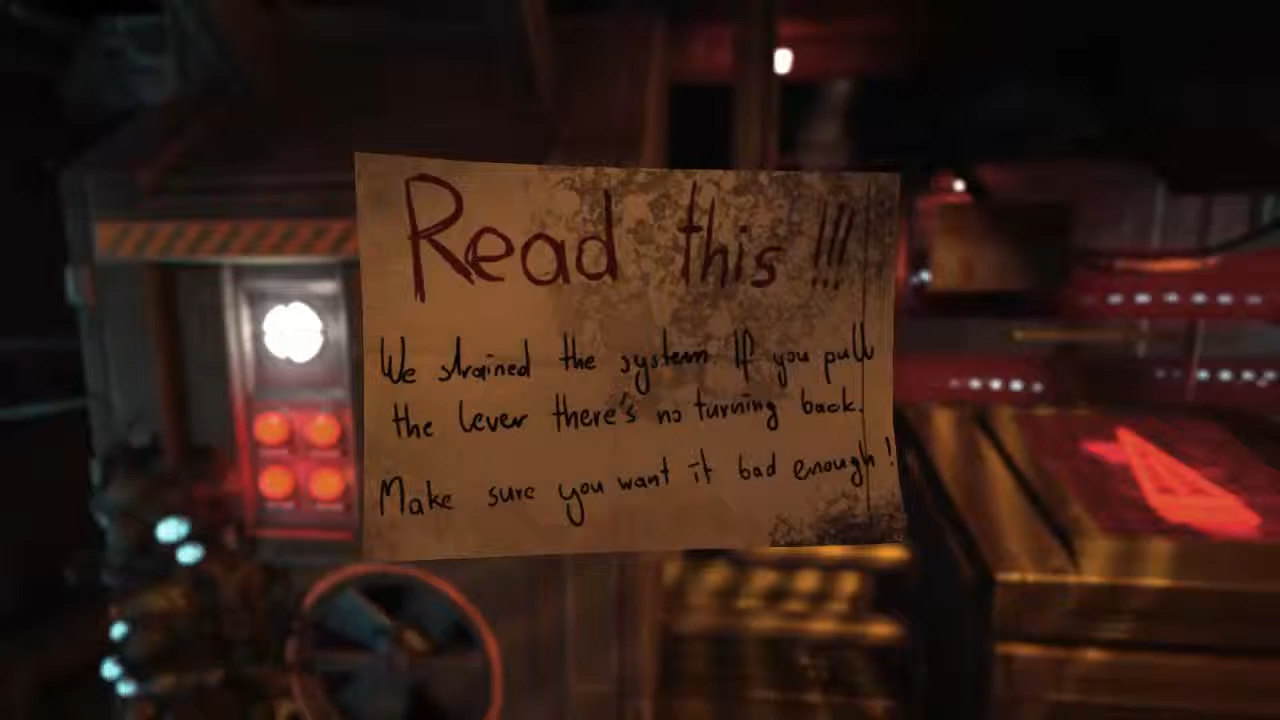 Read this !!!
We strained the system. If you pull
the lever there's no turning back.
Make sure you want it bad enough!